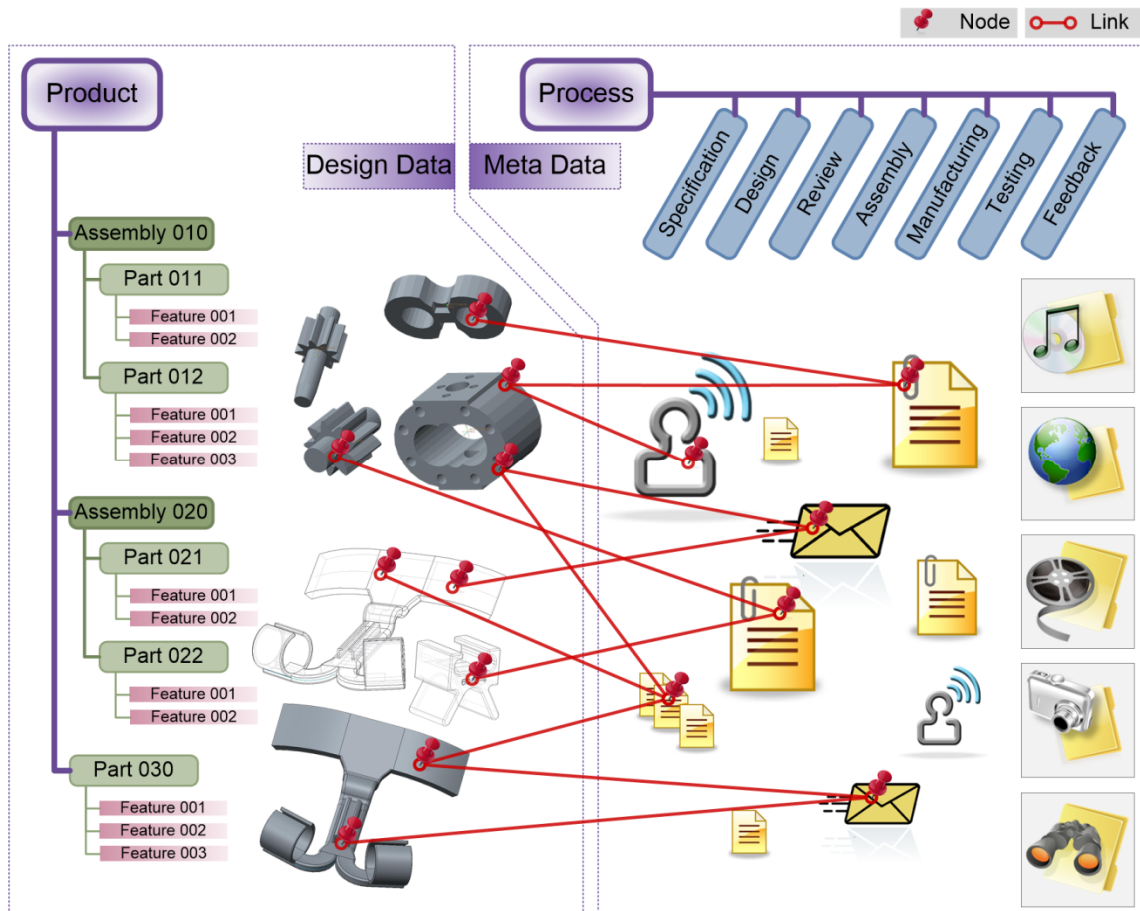 Node
Link
Product
Process
Design Data
Meta Data
Specification
Design
Review
Assembly
Manufacturing
Testing
Feedback
Assembly 010
Part 011
Feature 001
Feature 002
Part 012
Feature 001
Feature 002
Feature 003
Assembly 020
Part 021
Feature 001
Feature 002
Part 022
Feature 001
Feature 002
Part 030
Feature 001
Feature 002
Feature 003